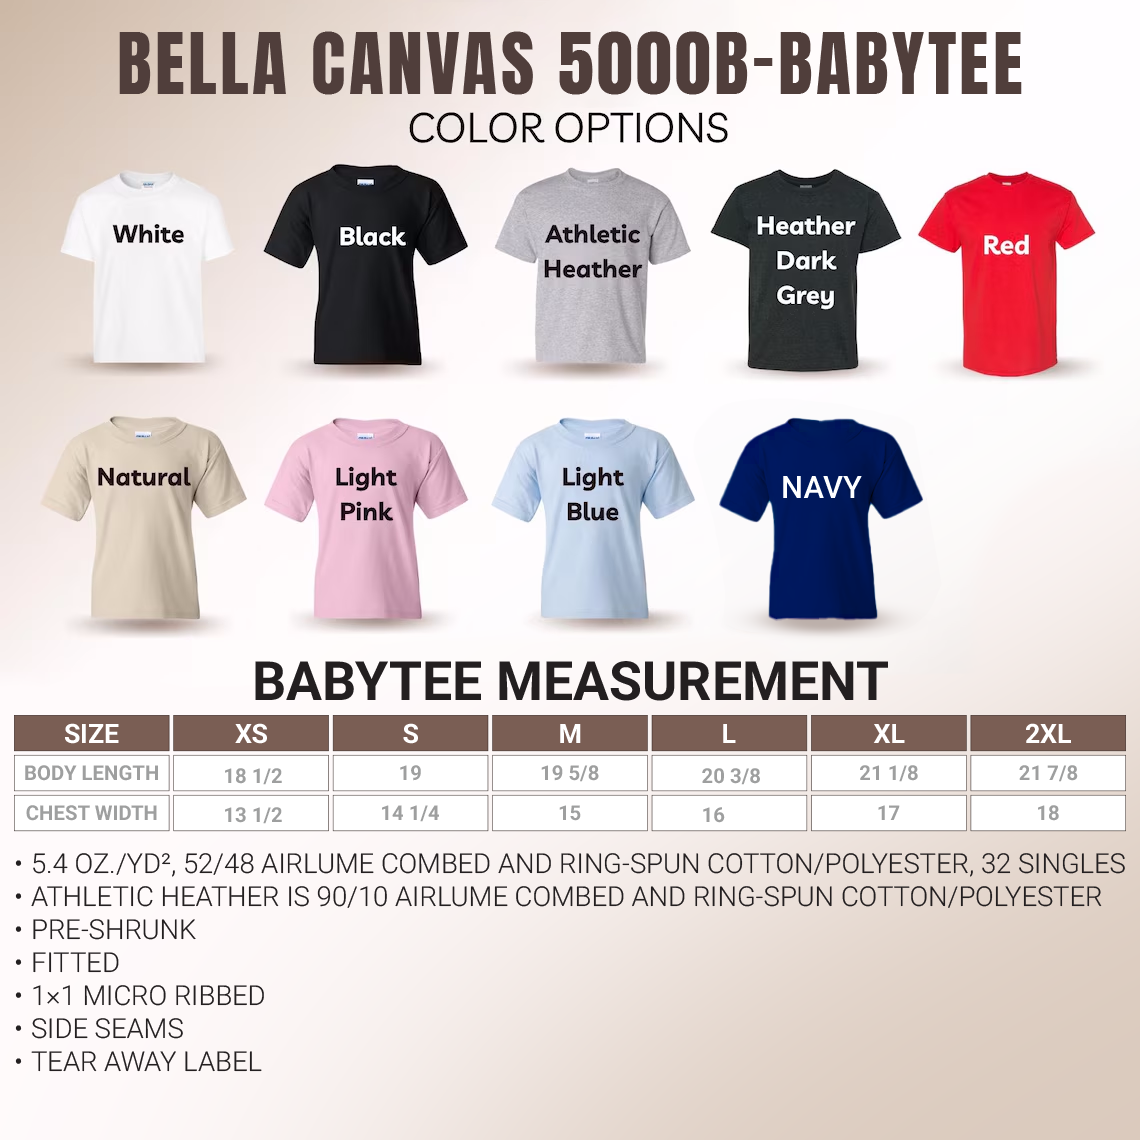 BELLA CANVAS 5000B-BABYTEE
COLOR OPTIONS
White
Black
Athletic
Heather
Heather
Dark
Grey
Red
Natural
Light
Pink
Light
Blue
NAVY
BABYTEE MEASUREMENT
SIZE XS S M L XL 2XL
BODY LENGTH 18 1/2 19 19 5/8 20 3/8 21 1/8 21 7/8
CHEST WIDTH 13 1/2 14 1/4 15 16 17 18
• 5.4 OZ./YD², 52/48 AIRLUME COMBED AND RING-SPUN COTTON/POLYESTER, 32 SINGLES
• ATHLETIC HEATHER IS 90/10 AIRLUME COMBED AND RING-SPUN COTTON/POLYESTER
• PRE-SHRUNK
• FITTED
• 1×1 MICRO RIBBED
• SIDE SEAMS
• TEAR AWAY LABEL